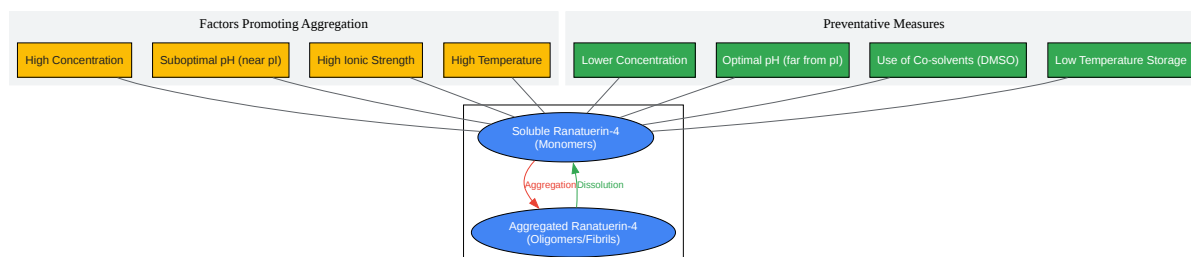 Factors Promoting Aggregation
Preventative Measures
High Concentration
Suboptimal pH (near pI)
High Ionic Strength
High Temperature
Lower Concentration
Optimal pH (far from pI)
Use of Co-solvents (DMSO)
Low Temperature Storage
Soluble Ranatuerin-4
(Monomers)
Aggregation
Dissolution
Aggregated Ranatuerin-4
(Oligomers/Fibrils)